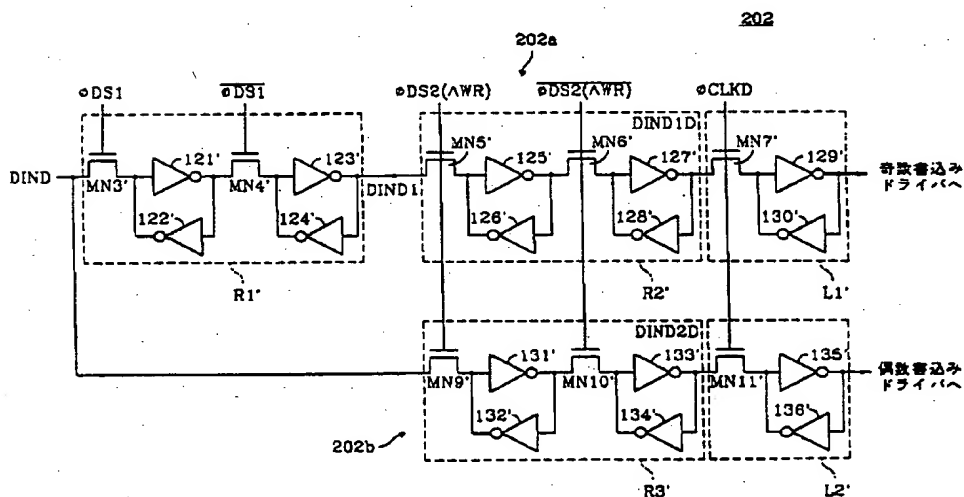 202
202a
φDS1
φDS1
φDS2(∧WR)
φDS2(∧WR)
φCLKD
DIND1D
MN5'
MN6'
MN7'
121'
123'
125'
127'
129'
DIND
MN3'
MN4'
DIND1
奇数書込み
ドライバへ
122'
124'
126'
128'
130'
R1'
R2'
L1'
DIND2D
131'
133'
135'
MN9'
MN10'
MN11'
偶数書込み
ドライバへ
132'
134'
136'
202b
R3'
L2'